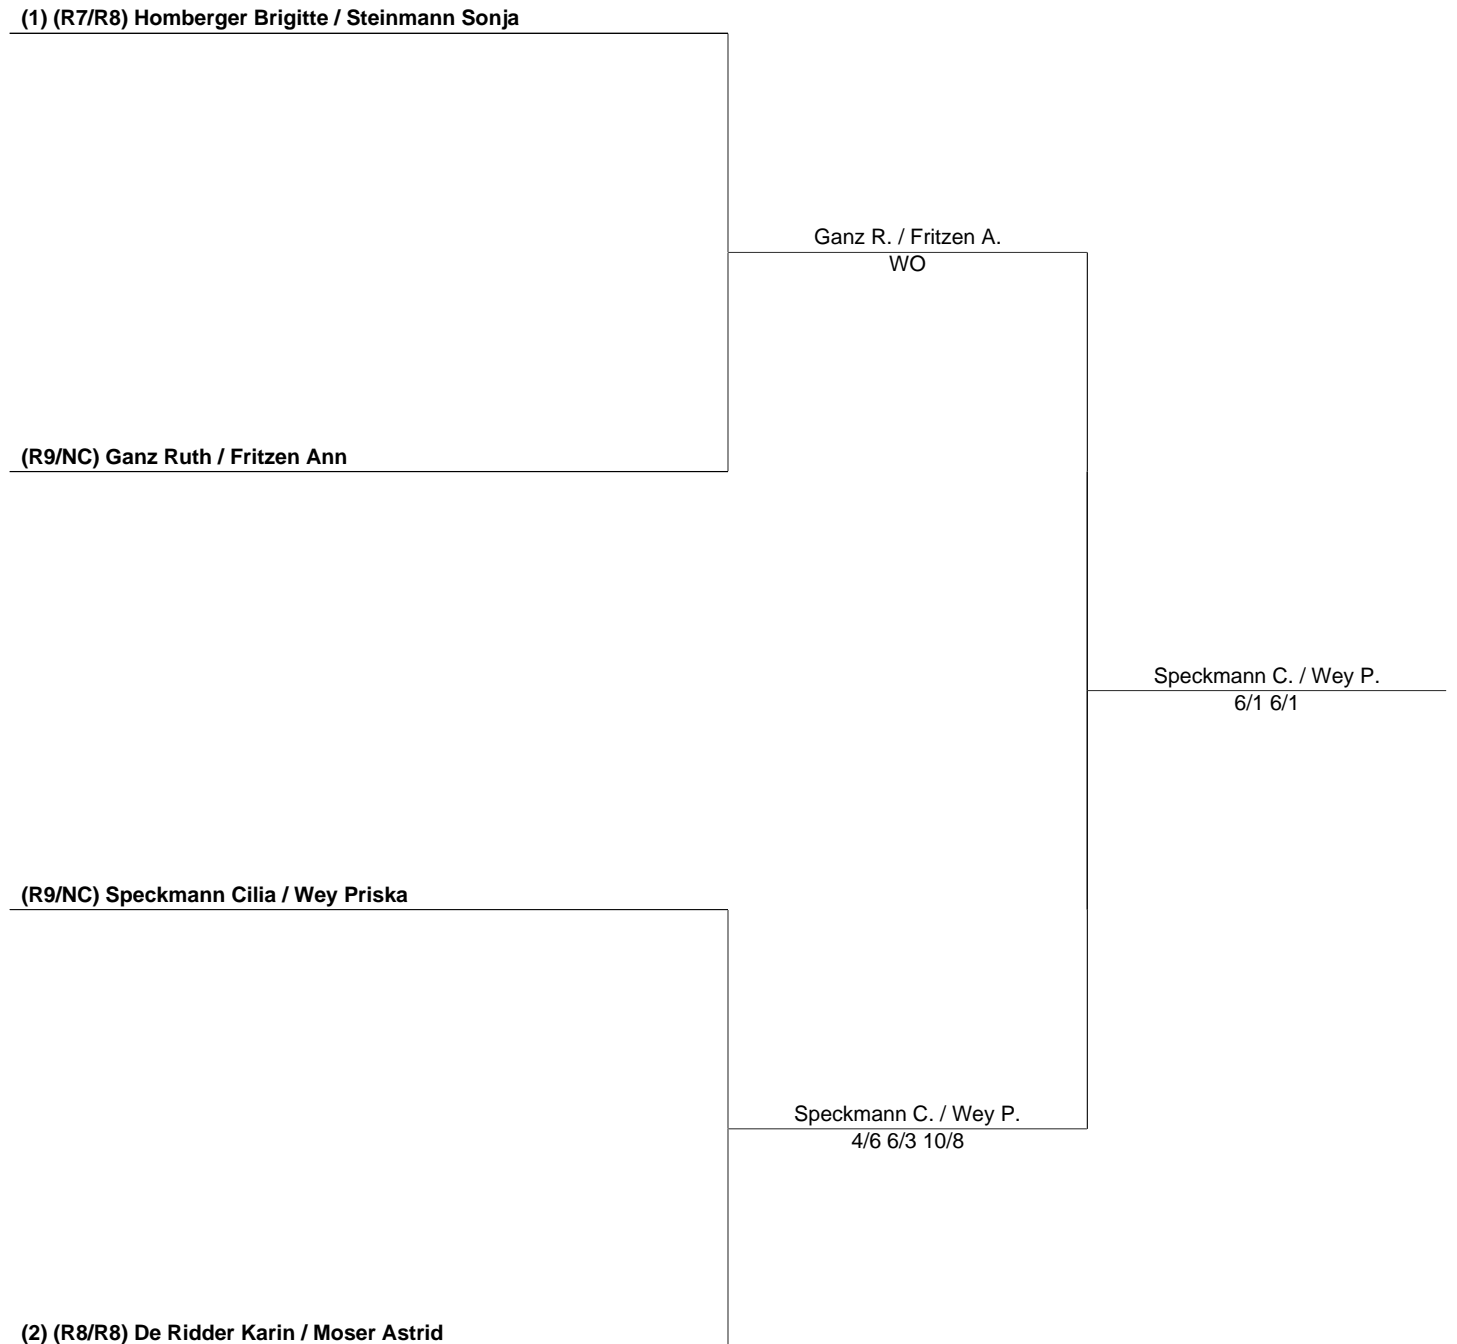 (1) (R7/R8) Homberger Brigitte / Steinmann Sonja
Ganz R. / Fritzen A.
WO
(R9/NC) Ganz Ruth / Fritzen Ann
Speckmann C. / Wey P.
6/1 6/1
(R9/NC) Speckmann Cilia / Wey Priska
Speckmann C. / Wey P.
4/6 6/3 10/8
(2) (R8/R8) De Ridder Karin / Moser Astrid